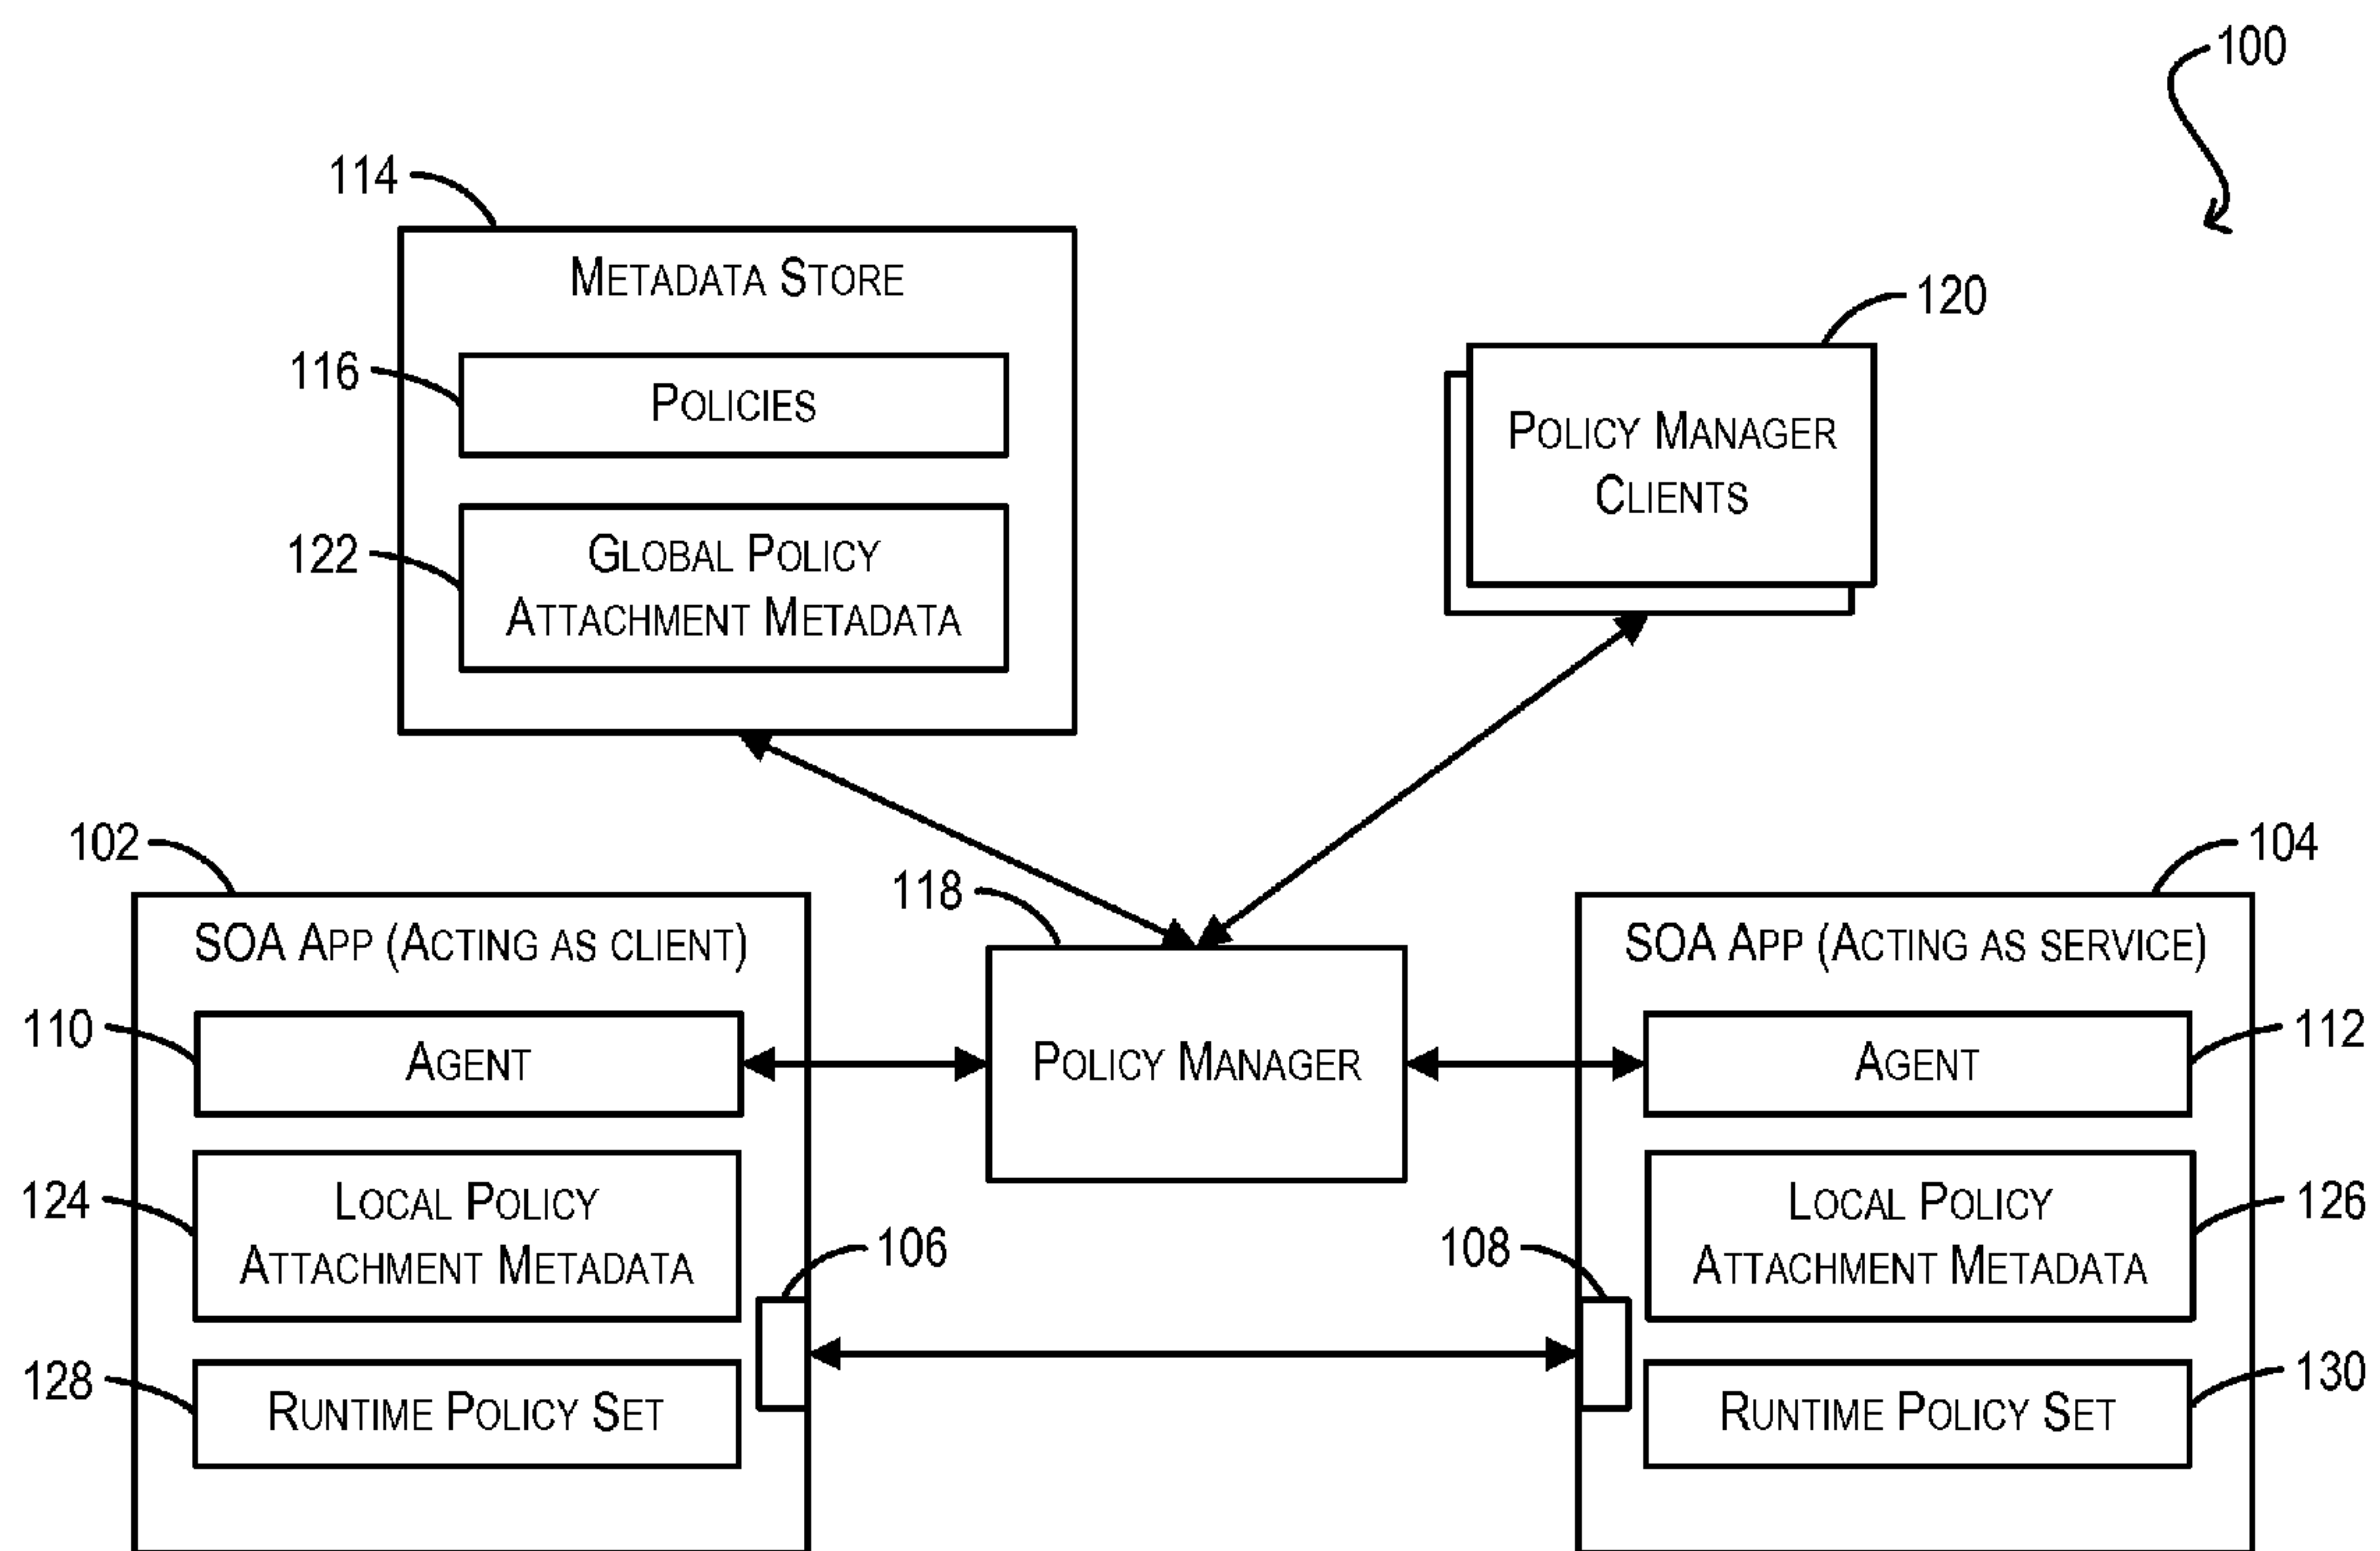 100
114
METADATA STORE
120
116
POLICIES
POLICY MANAGER
CLIENTS
122
GLOBAL POLICY
ATTACHMENT METADATA
102
104
118
SOA APP (ACTING AS CLIENT)
SOA APP (ACTING AS SERVICE)
110
AGENT
POLICY MANAGER
AGENT
112
124
LOCAL POLICY
ATTACHMENT METADATA
106
108
LOCAL POLICY
ATTACHMENT METADATA
126
128
RUNTIME POLICY SET
RUNTIME POLICY SET
130